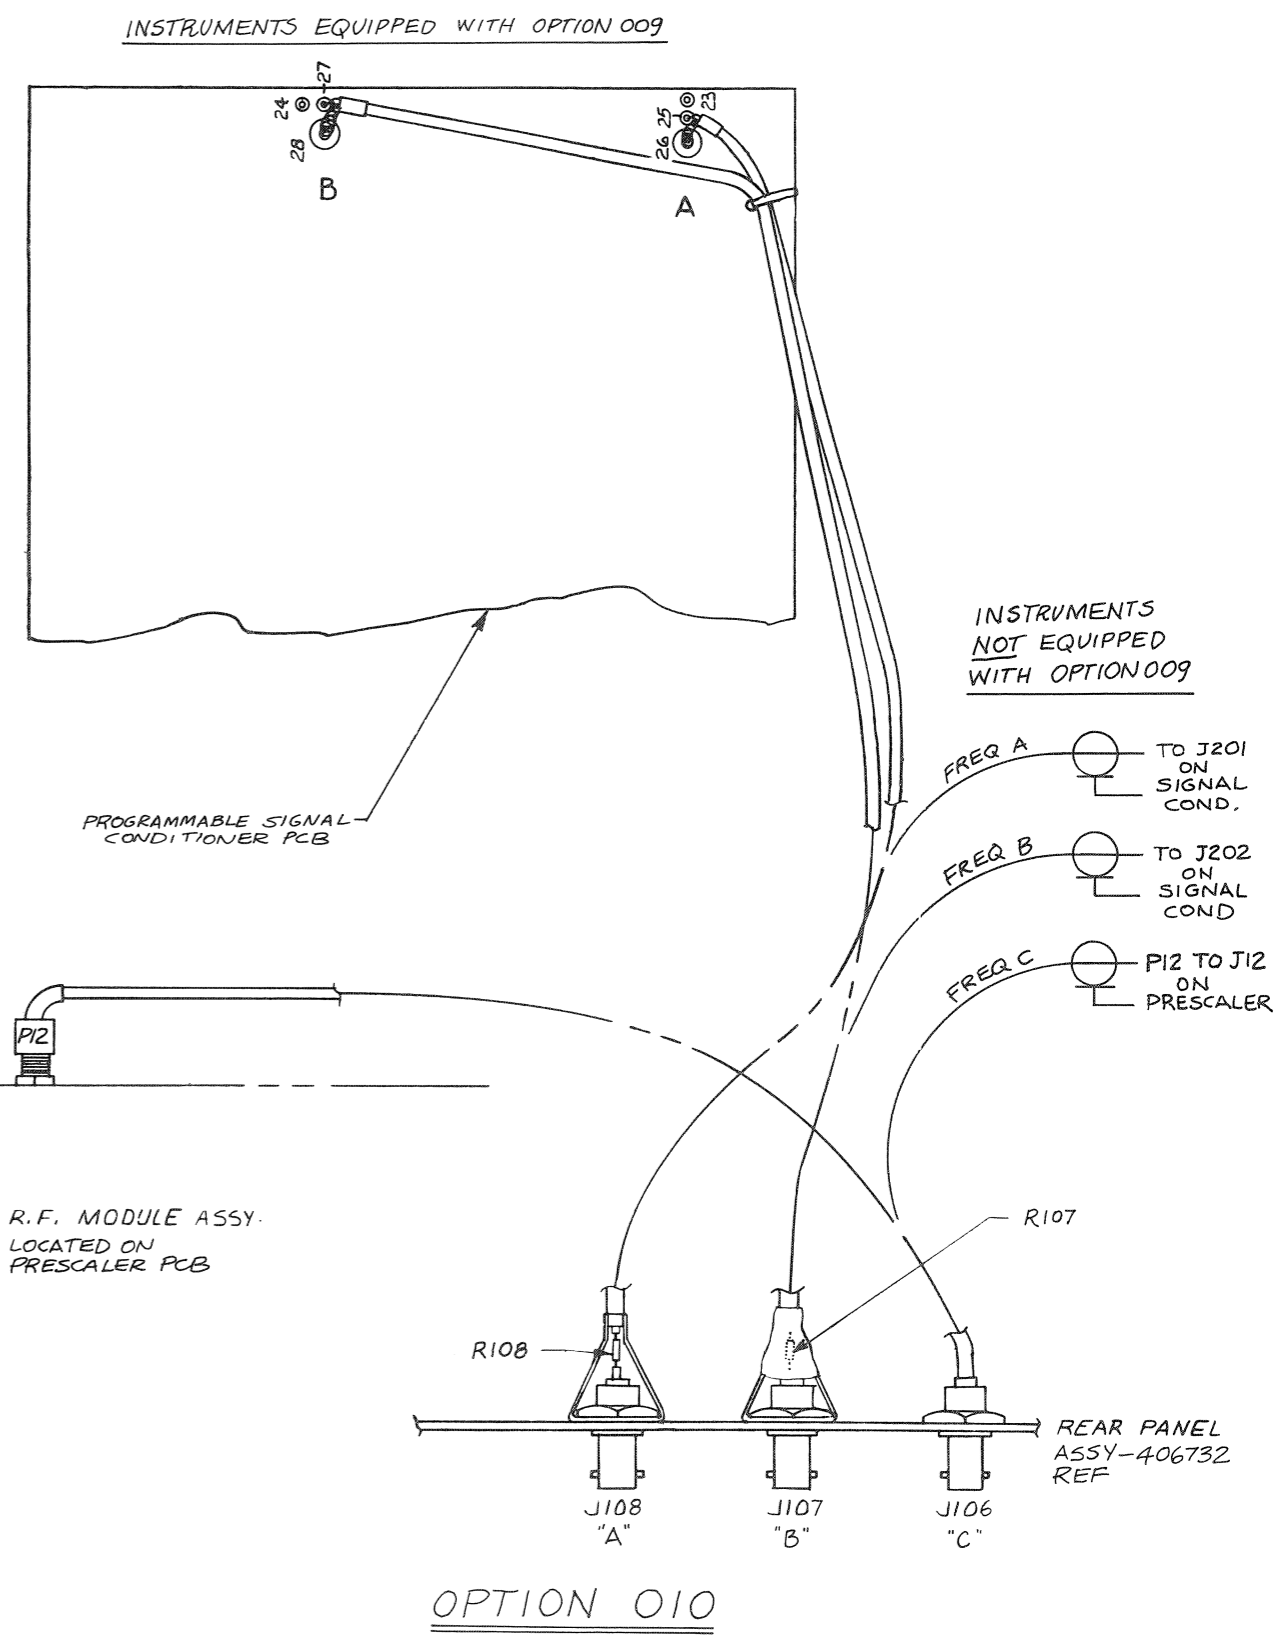 INSTRUMENTS EQUIPPED WITH OPTION 009
27
24
28
B
23
25
26
A
INSTRUMENTS
NOT EQUIPPED
WITH OPTION 009
FREQ A
TO J201
ON
SIGNAL
COND.
PROGRAMMABLE SIGNAL
CONDITIONER PCB
FREQ B
TO J202
ON
SIGNAL
COND
FREQ C
P12 TO J12
ON
PRESCALER
P12
R.F. MODULE ASSY.
LOCATED ON
PRESCALER PCB
R107
R108
REAR PANEL
ASSY-406732
REF
J108
"A"
J107
"B"
J106
"C"
OPTION 010